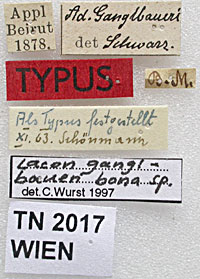 Appl
Beirut
1878.
Ad. Ganglbaueri
det Schwarz.
TYPUS
R. M.
Als Typus festgestellt
XI. 63. Schönmann
Lacon gangl-
baueri bona sp.
det. C. Wurst 1997
TN 2017
WIEN